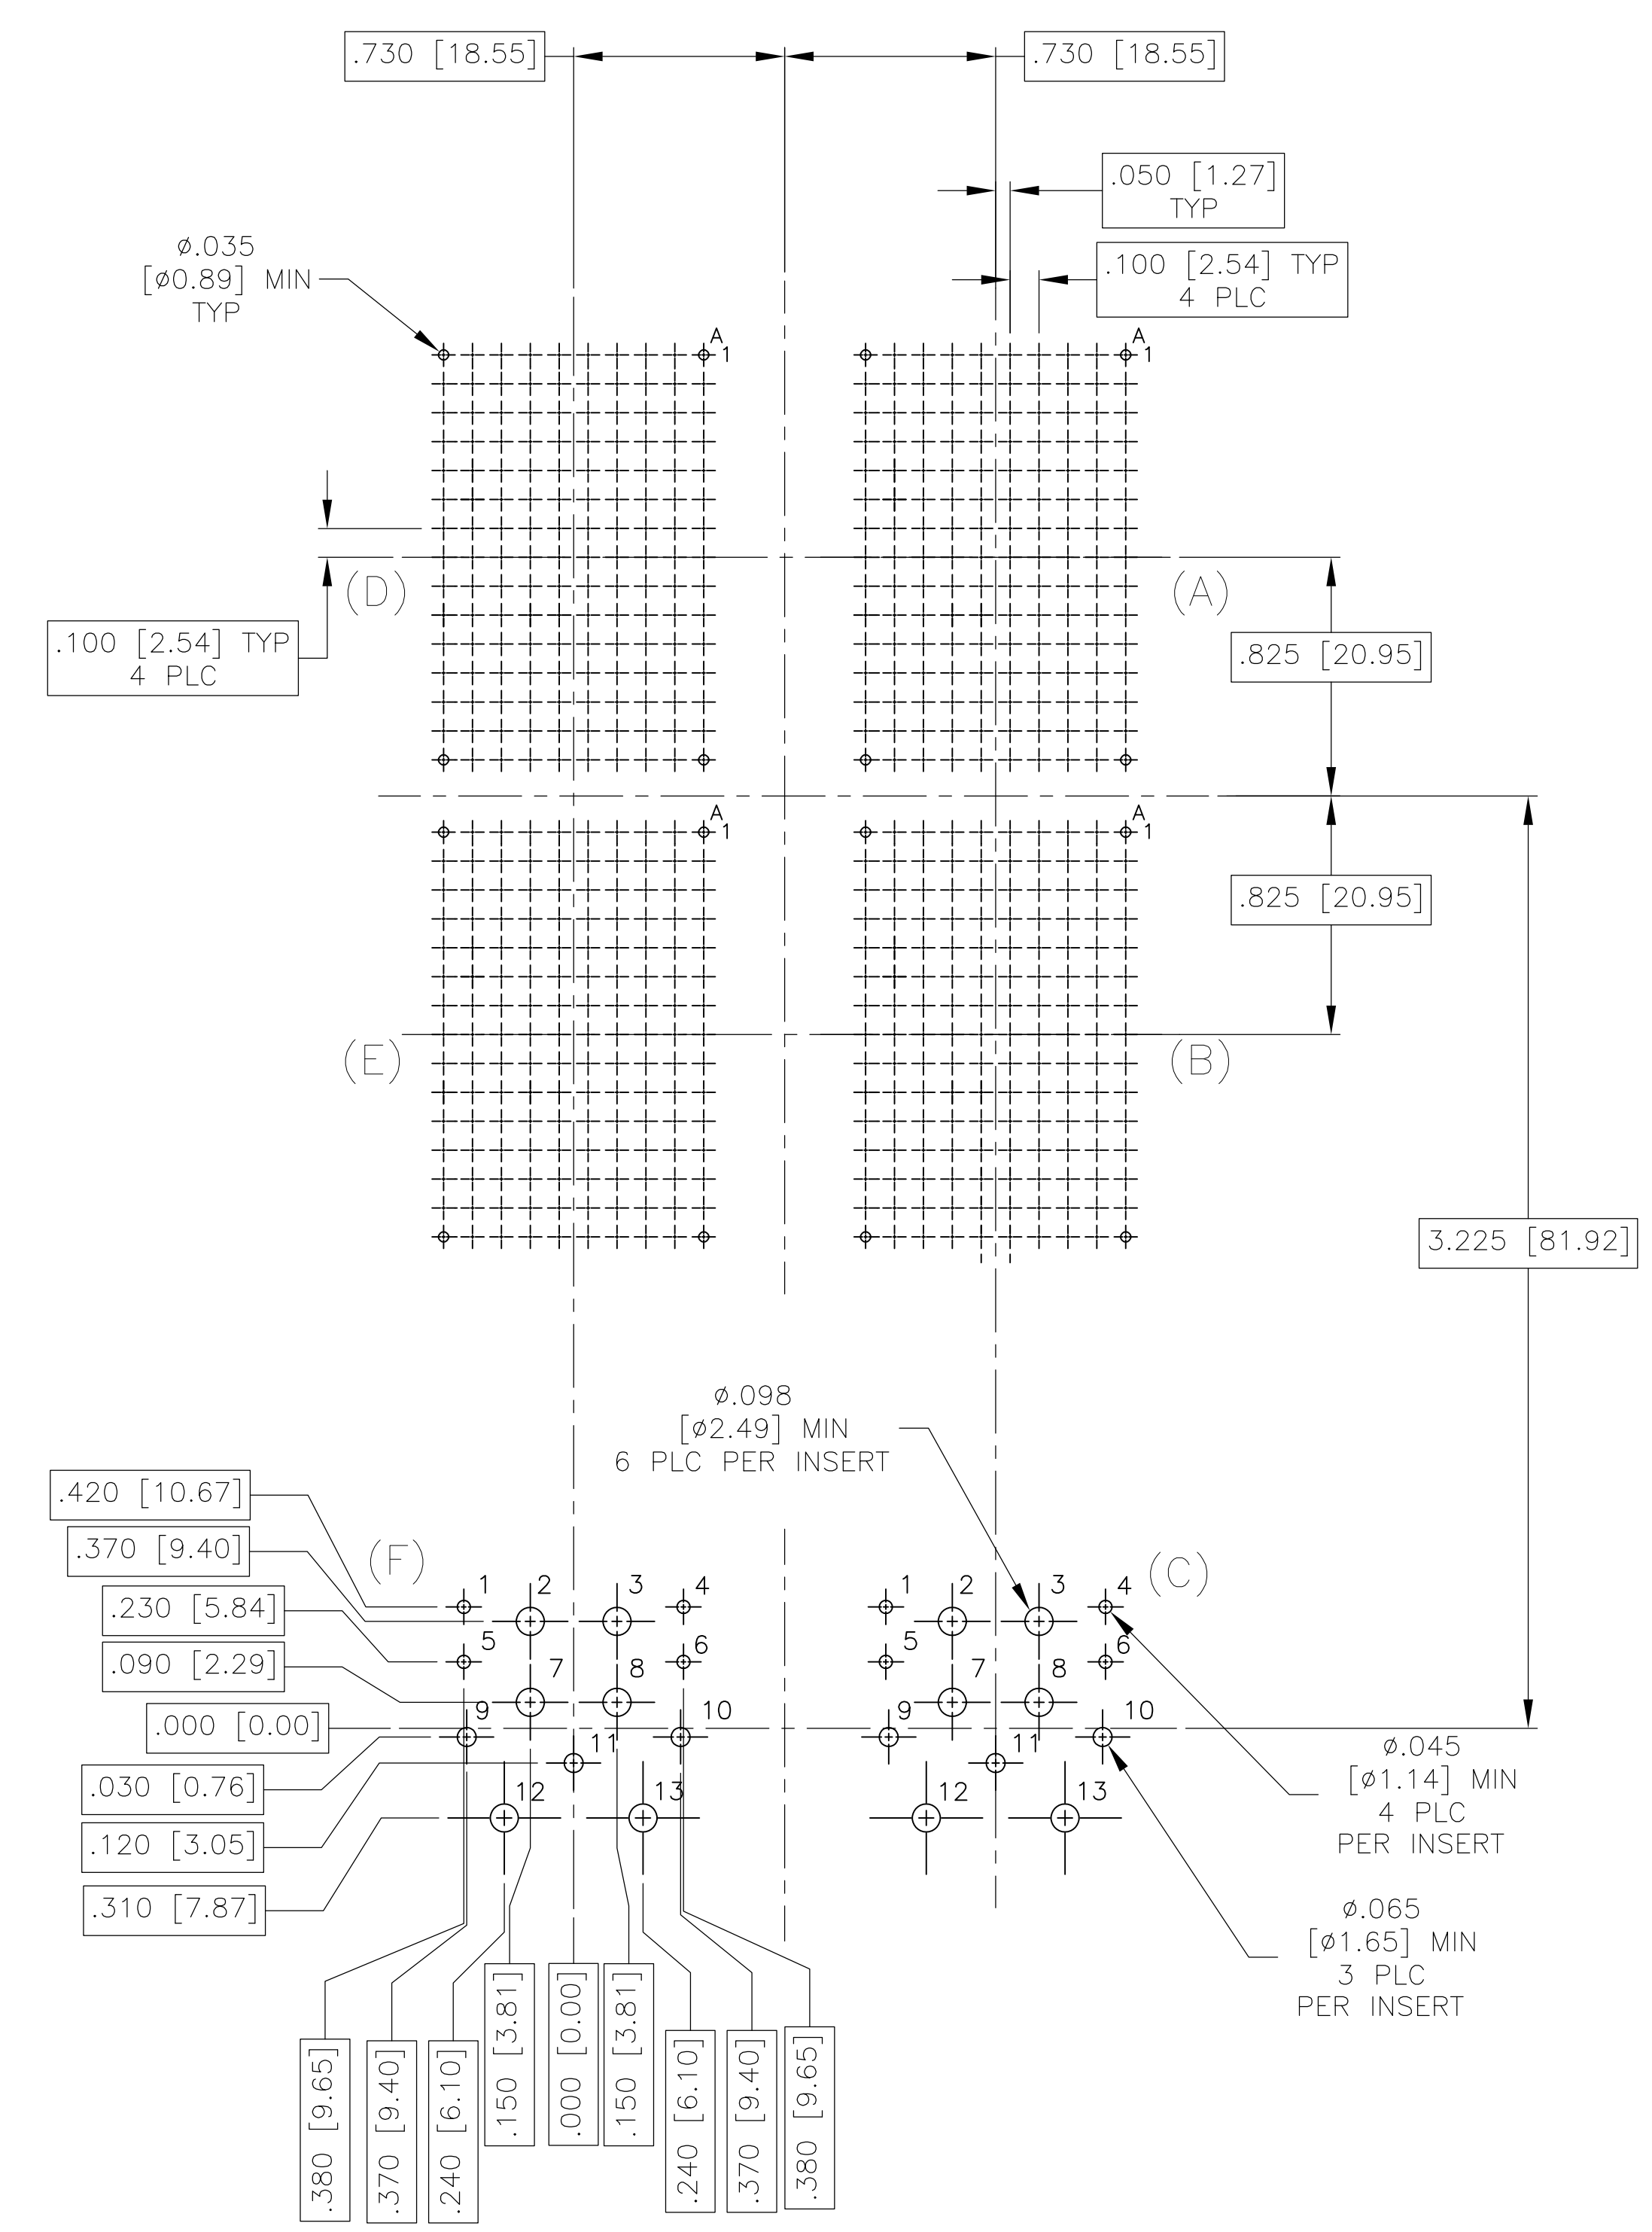 .730 [18.55]
.730 [18.55]
.050 [1.27]
TYP
.100 [2.54] TYP
4 PLC
ø.035
[ø0.89] MIN
TYP
A
1
A
1
(D)
(A)
.100 [2.54] TYP
4 PLC
.825 [20.95]
A
1
A
1
.825 [20.95]
(E)
(B)
3.225 [81.92]
ø.098
[ø2.49] MIN
6 PLC PER INSERT
.420 [10.67]
.370 [9.40]
.230 [5.84]
.090 [2.29]
.000 [0.00]
.030 [0.76]
.120 [3.05]
.310 [7.87]
(F)
(C)
1 2 3 4
1 2 3 4
5 6
5 6
7 8
7 8
9 10
9 10
11
11
12 13
12 13
ø.045
[ø1.14] MIN
4 PLC
PER INSERT
ø.065
[ø1.65] MIN
3 PLC
PER INSERT
.380 [9.65]
.370 [9.40]
.240 [6.10]
.150 [3.81]
.000 [0.00]
.150 [3.81]
.240 [6.10]
.370 [9.40]
.380 [9.65]